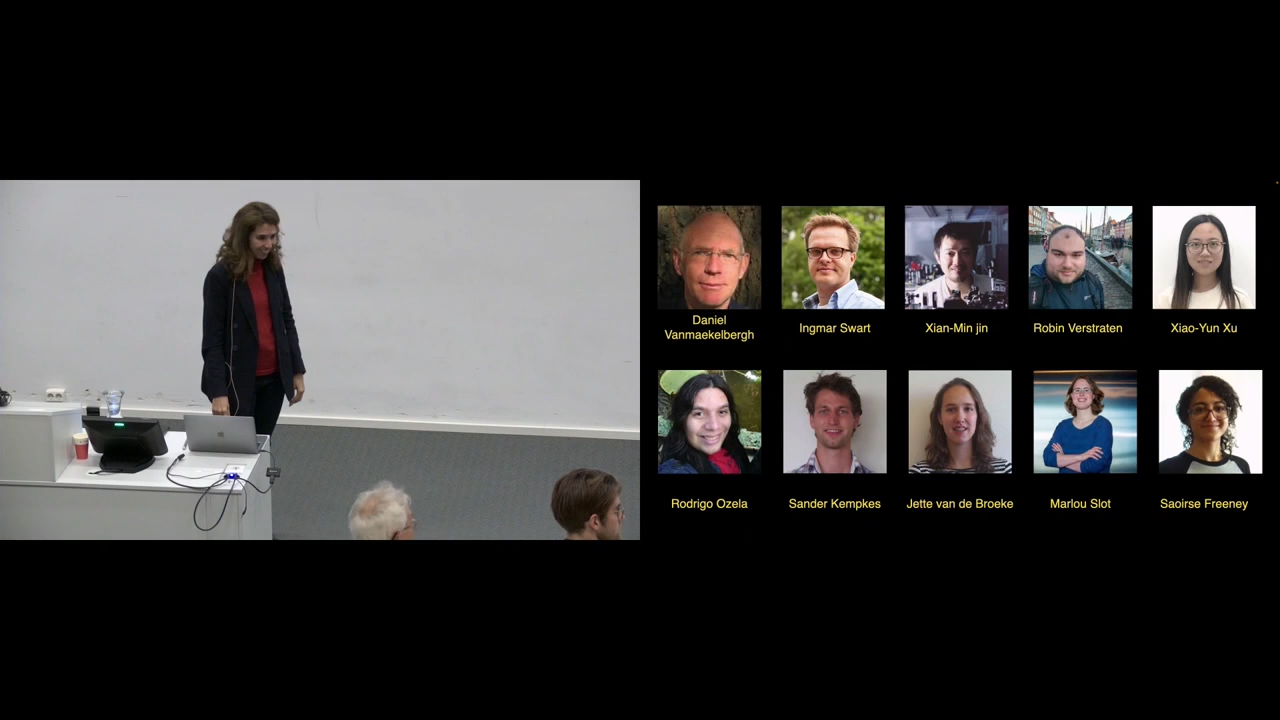 Daniel
Vanmaekelbergh
Ingmar Swart
Xian-Min jin
Robin Verstraten
Xiao-Yun Xu
Rodrigo Ozela
Sander Kempkes
Jette van de Broeke
Marlou Slot
Saoirse Freeney